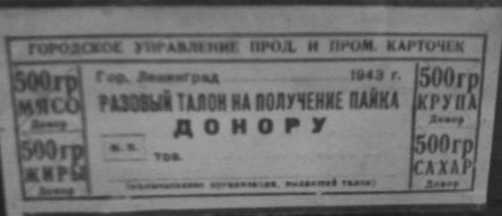 ГОРОДСКОЕ УПРАВЛЕНИЕ ПРОД. И ПРОМ. КАРТОЧЕК
500гр
МЯСО
Донор
500гр
ЖИРЫ
Донор
Гор. Ленинград 1943 г.
РАЗОВЫЙ ТАЛОН НА ПОЛУЧЕНИЕ ПАЙКА
ДОНОРУ
М. П.
тов.
(наименование организации, выдавшей талон)
500гр
КРУПА
Донор
500гр
САХАР
Донор